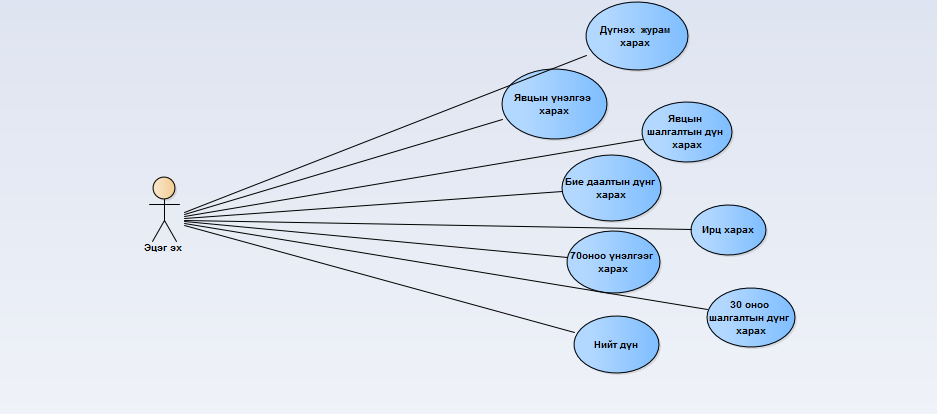 Дүгнэх журам
харах
Явцын үнэлгээ
харах
Явцын
шалгалтын дүн
харах
Бие даалтын дүнг
харах
Ирц харах
Эцэг эх
70оноо үнэлгээг
харах
30 оноо
шалгалтын дүнг
харах
Нийт дүн